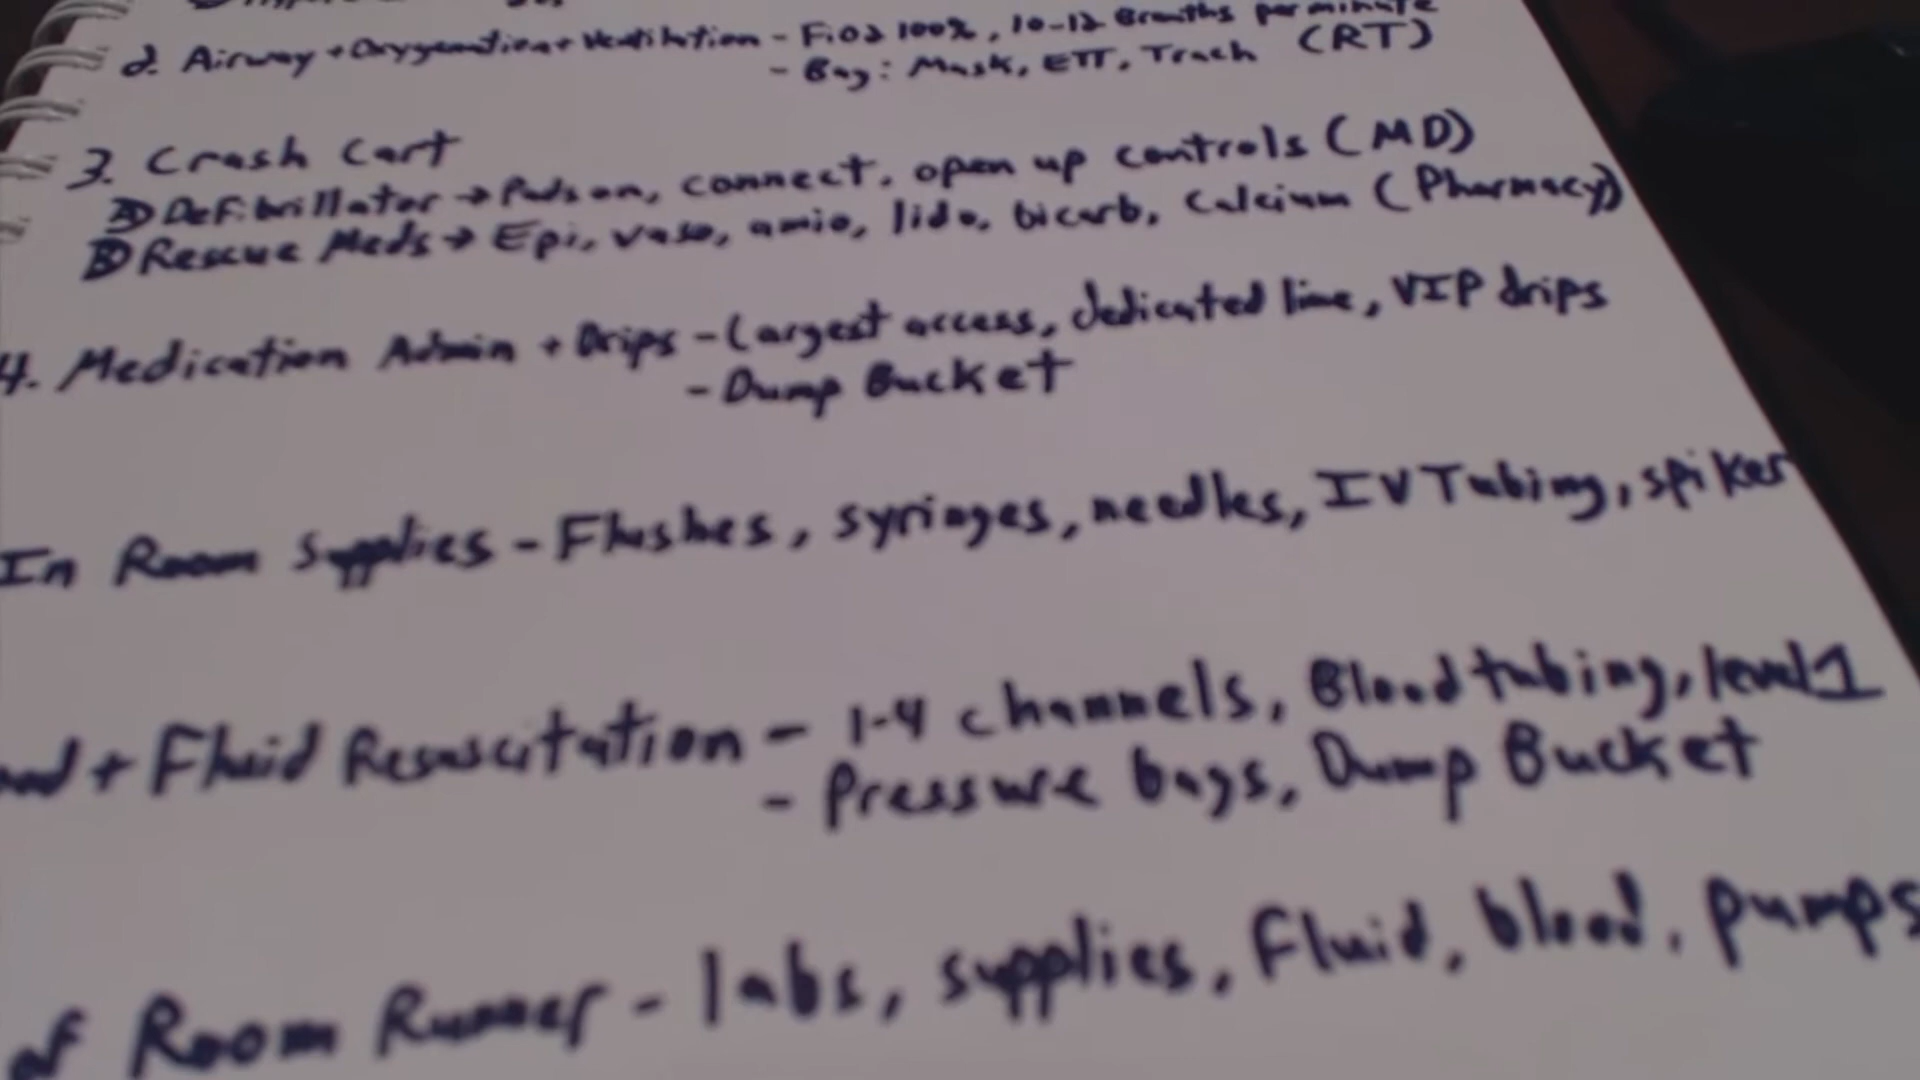 2. Airway + Oxygenation + Ventilation - FiO2 100%, 10-12 Breaths per minute
- Bag: Mask, ETT, Trach (RT)
3. Crash Cart
A) Defibrillator → Pads on, connect, open up controls (MD)
B) Rescue Meds → Epi, vaso, amio, lido, bicarb, Calcium (Pharmacy)
4. Medication Admin + Drips - Largest access, dedicated line, VIP drips
- Dump Bucket
In Room Supplies - Flushes, syringes, needles, IV Tubing, spikes
+ Fluid Resuscitation - 1-4 channels, Blood tubing, level 1
- Pressure bags, Dump Bucket
of Room Runner - labs, supplies, Fluid, blood, pumps